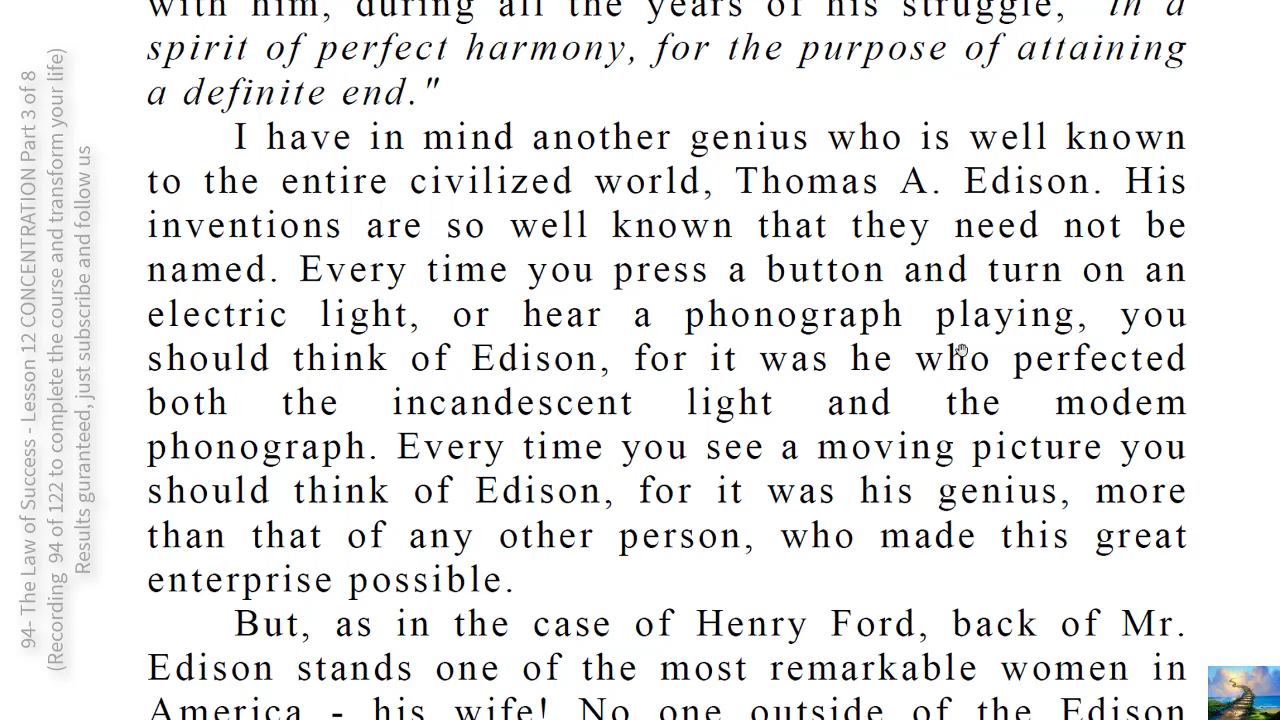 with him, during all the years of his struggle, "in a
spirit of perfect harmony, for the purpose of attaining
a definite end."
I have in mind another genius who is well known
to the entire civilized world, Thomas A. Edison. His
inventions are so well known that they need not be
named. Every time you press a button and turn on an
electric light, or hear a phonograph playing, you
should think of Edison, for it was he who perfected
both the incandescent light and the modem
phonograph. Every time you see a moving picture you
should think of Edison, for it was his genius, more
than that of any other person, who made this great
enterprise possible.
But, as in the case of Henry Ford, back of Mr.
Edison stands one of the most remarkable women in
America - his wife! No one outside of the Edison
94- The Law of Success - Lesson 12 CONCENTRATION Part 3 of 8
(Recording 94 of 122 to complete the course and transform your life)
Results guranteed, just subscribe and follow us